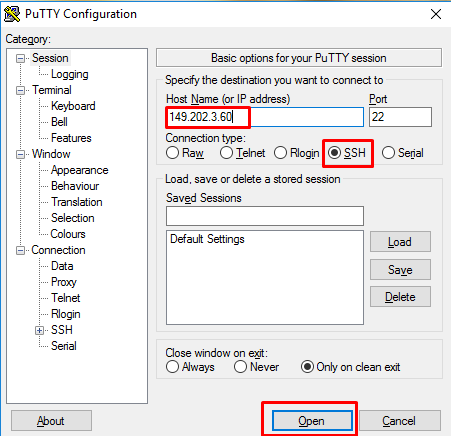 PuTTY Configuration
Category:
Session
Logging
Terminal
Keyboard
Bell
Features
Window
Appearance
Behaviour
Translation
Selection
Colours
Connection
Data
Proxy
Telnet
Rlogin
SSH
Serial
Basic options for your PuTTY session
Specify the destination you want to connect to
Host Name (or IP address) Port
149.202.3.60 22
Connection type:
Raw Telnet Rlogin SSH Serial
Load, save or delete a stored session
Saved Sessions
Default Settings
Load
Save
Delete
Close window on exit:
Always Never Only on clean exit
About Open Cancel